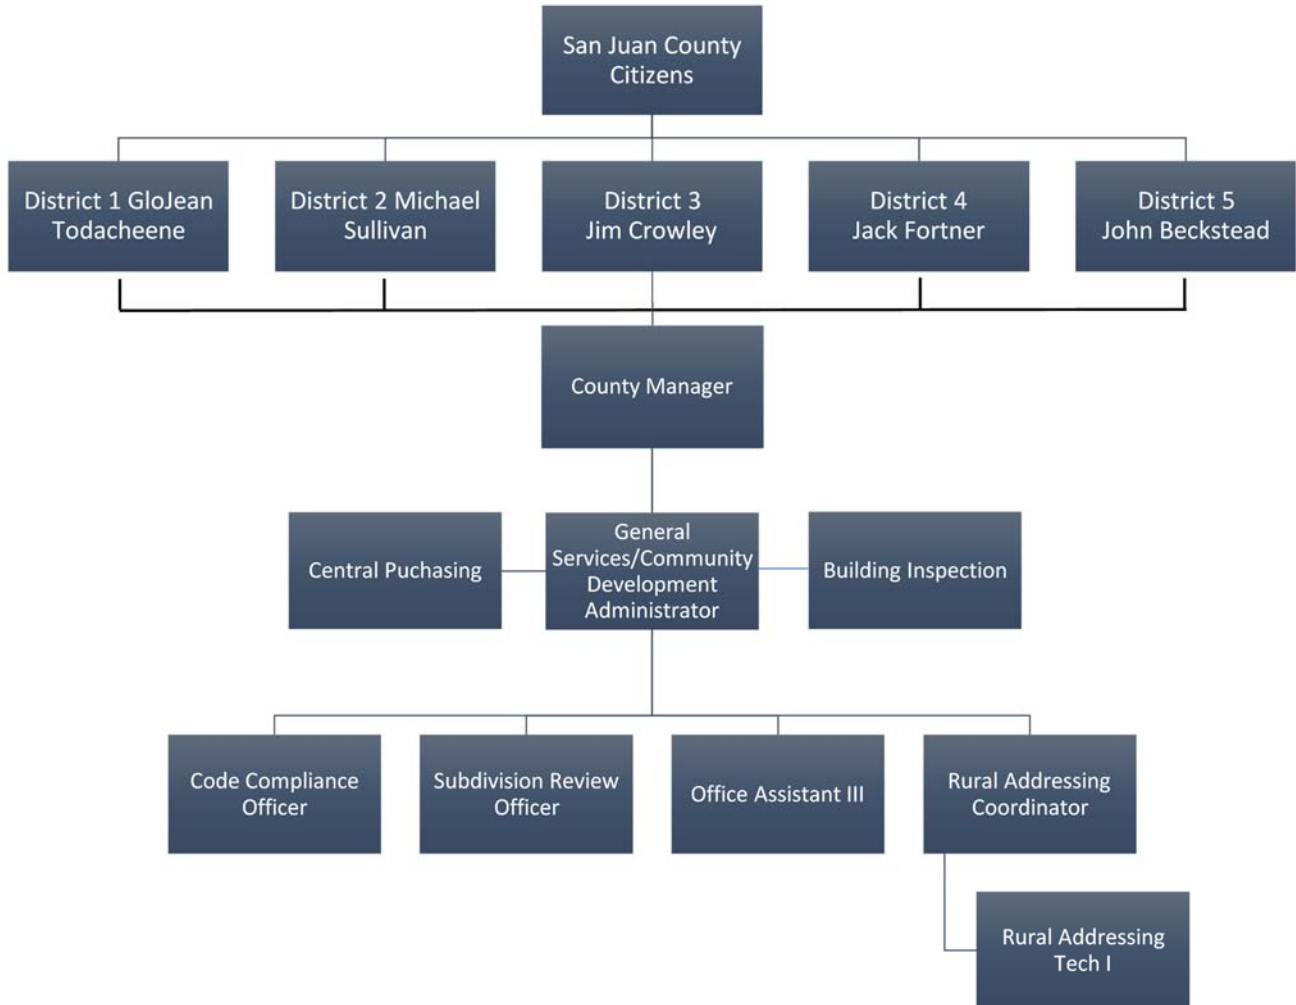 San Juan County
Citizens
District 1 GloJean
Todacheene
District 2 Michael
Sullivan
District 3
Jim Crowley
District 4
Jack Fortner
District 5
John Beckstead
County Manager
Central Puchasing
General
Services/Community
Development
Administrator
Building Inspection
Code Compliance
Officer
Subdivision Review
Officer
Office Assistant III
Rural Addressing
Coordinator
Rural Addressing
Tech I